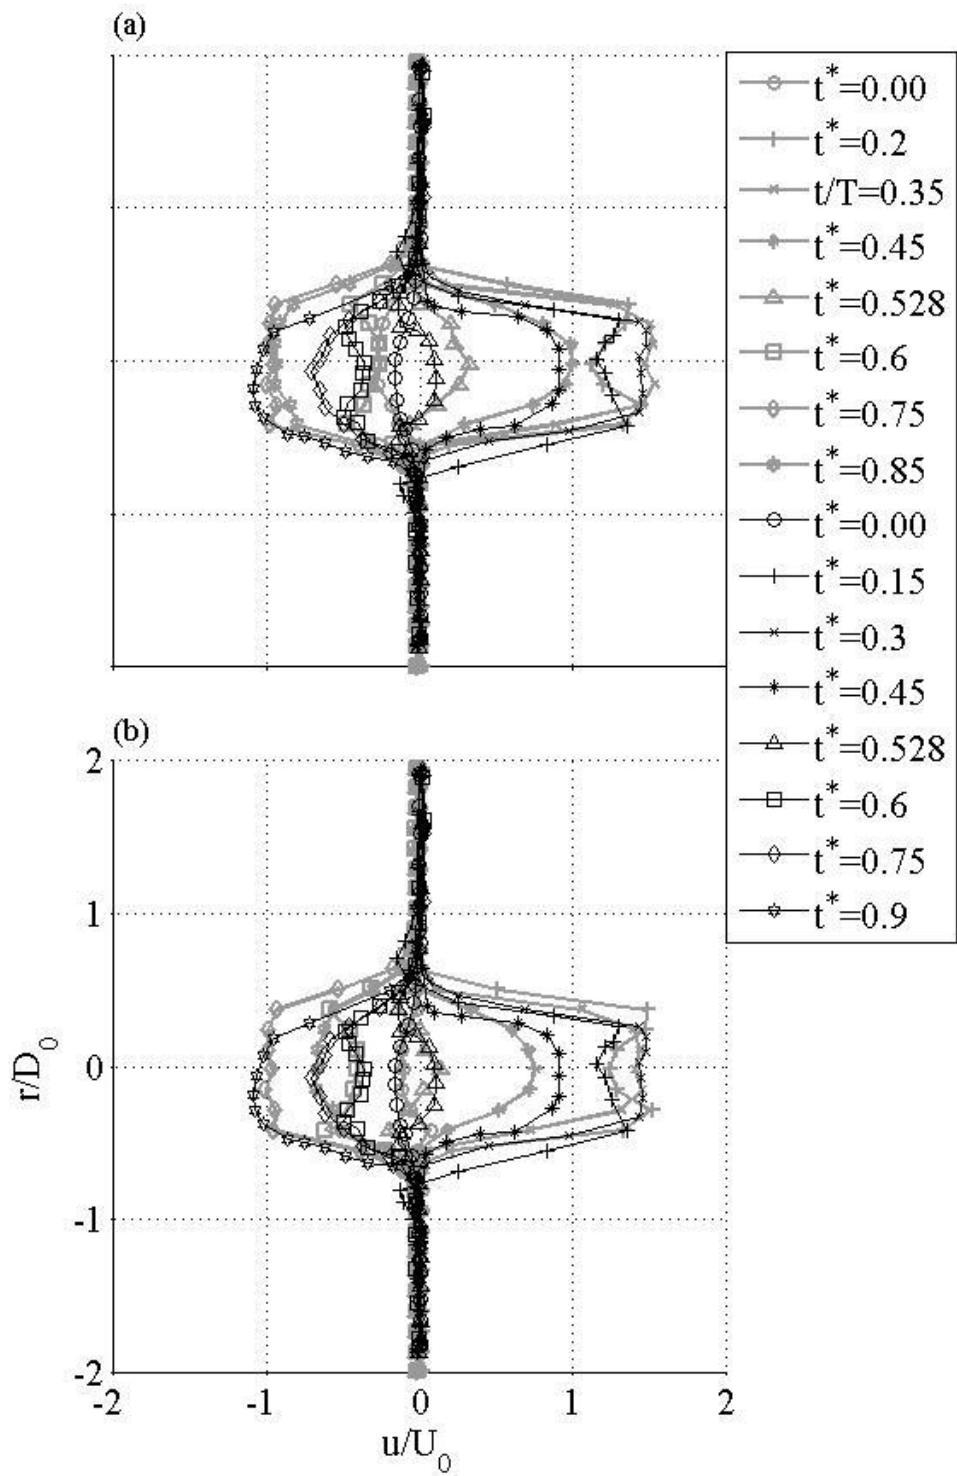 (a)
t*=0.00
t*=0.2
t/T=0.35
t*=0.45
t*=0.528
t*=0.6
t*=0.75
t*=0.85
t*=0.00
t*=0.15
t*=0.3
t*=0.45
t*=0.528
t*=0.6
t*=0.75
t*=0.9
(b)
2
1
0
-1
-2
r/D0
-2 -1 0 1 2
u/U0